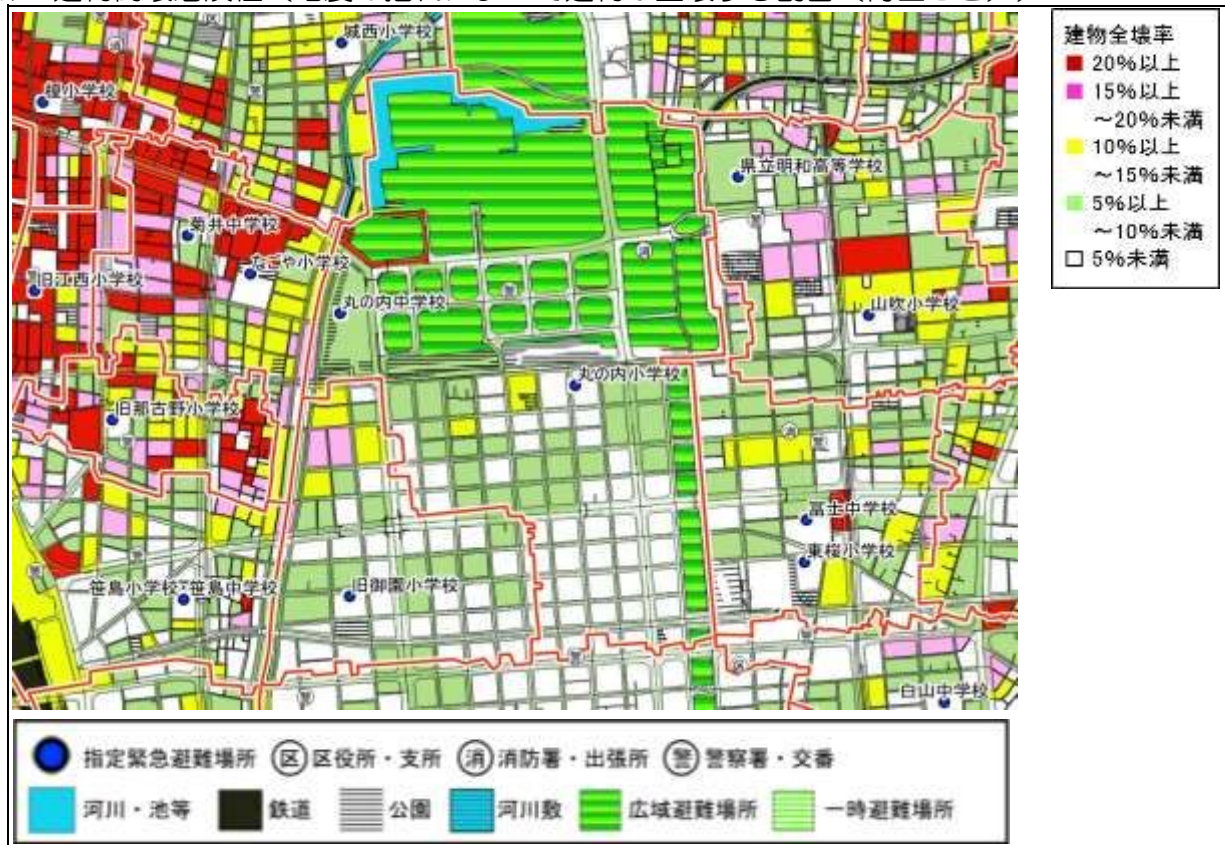 城西小学校
榎小学校
県立明和高等学校
菊井中学校
なごや小学校
旧江西小学校
丸の内中学校
山吹小学校
丸の内小学校
旧那古野小学校
冨士中学校
東桜小学校
笹島小学校・笹島中学校
旧御園小学校
白山中学校
建物全壊率
20%以上
15%以上
～20%未満
10%以上
～15%未満
5%以上
～10%未満
5%未満
指定緊急避難場所 区 区役所・支所 消 消防署・出張所 警 警察署・交番
河川・池等 鉄道 公園 河川敷 広域避難場所 一時避難場所